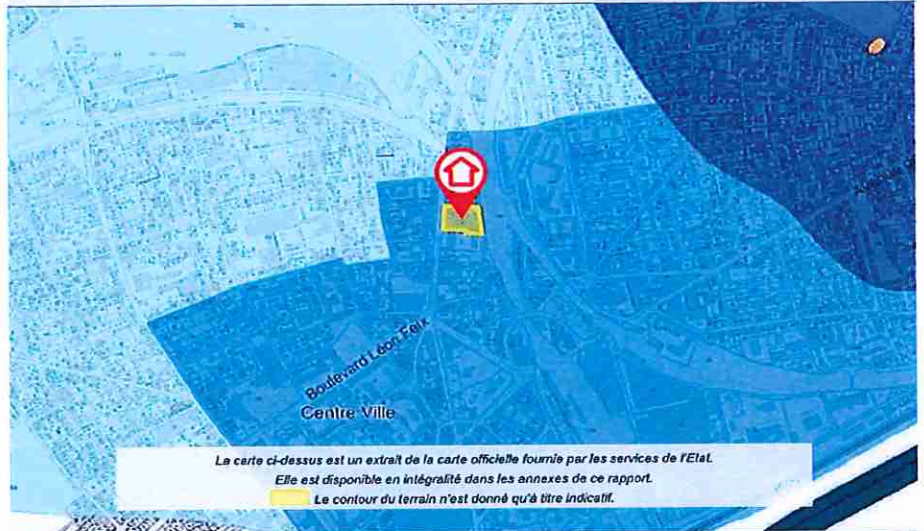 Boulevard Léon Feix
Centre Ville
La carte ci-dessus est un extrait de la carte officielle fournie par les services de l'Etat.
Elle est disponible en intégralité dans les annexes de ce rapport.
Le contour du terrain n'est donné qu'à titre indicatif.